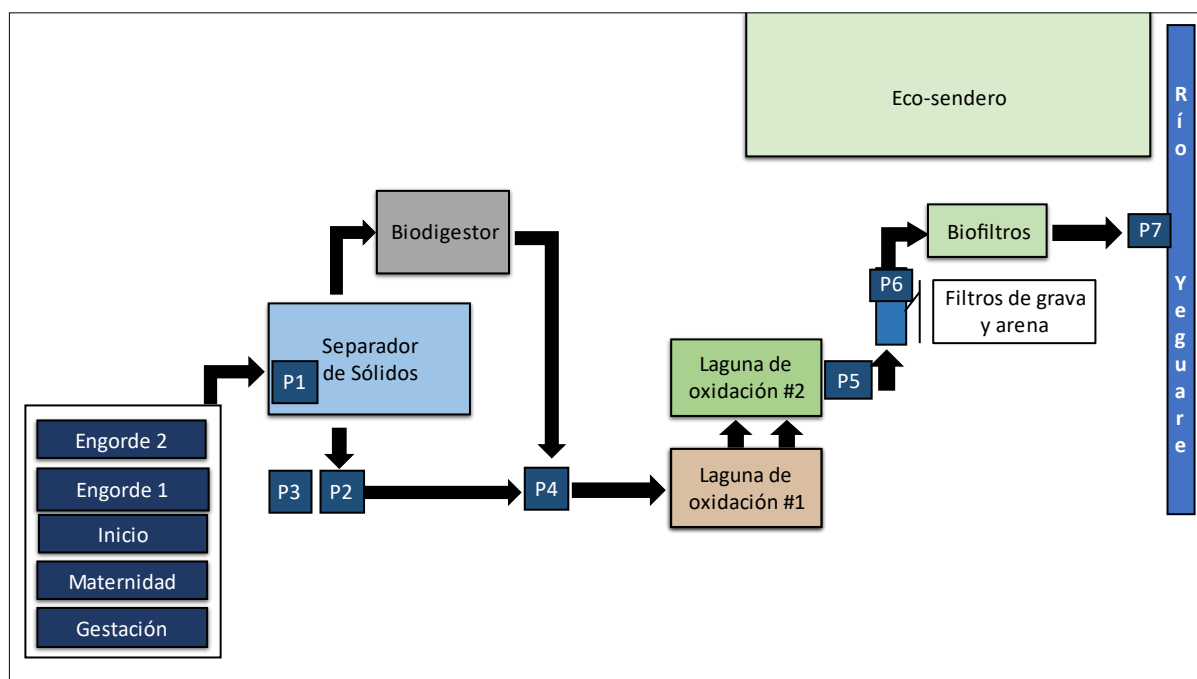 Eco-sendero
Río Yeguare
Biodigestor
Biofiltros
P7
P6
Filtros de grava
y arena
Separador
de Sólidos
P1
Laguna de
oxidación #2
P5
Engorde 2
Engorde 1
Inicio
Maternidad
Gestación
P3
P2
P4
Laguna de
oxidación #1